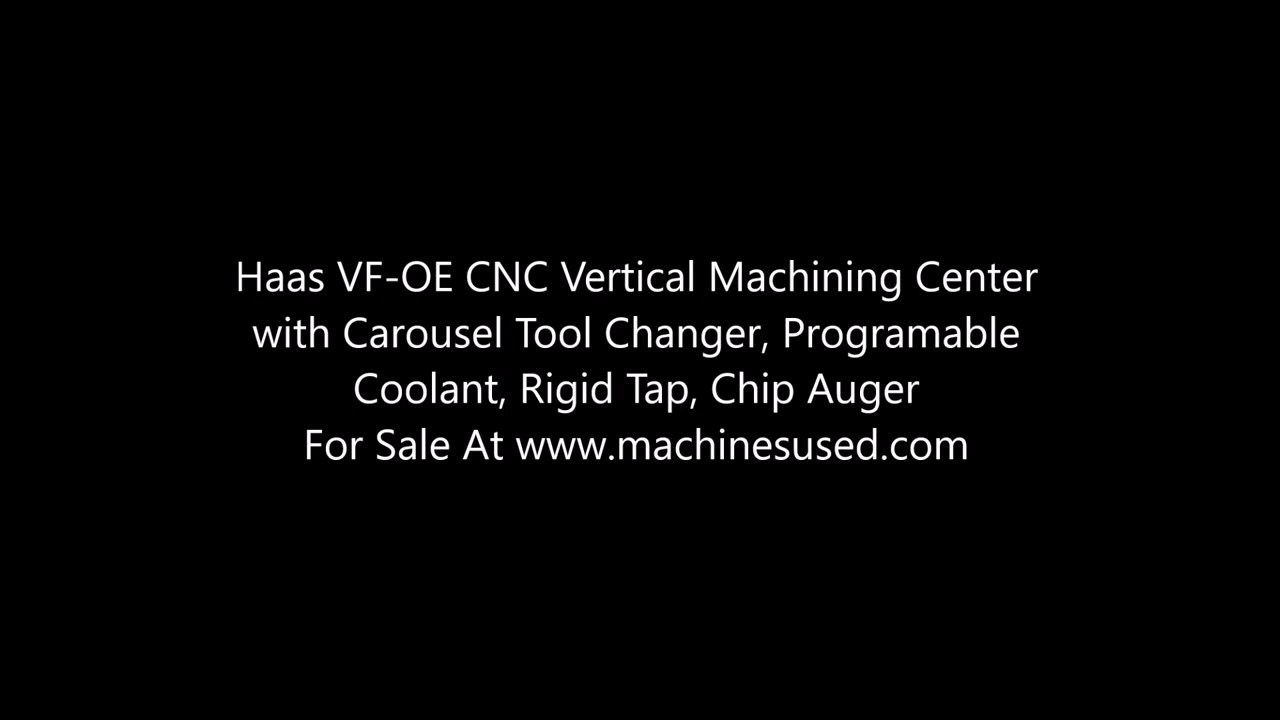 Haas VF-OE CNC Vertical Machining Center
with Carousel Tool Changer, Programable
Coolant, Rigid Tap, Chip Auger
For Sale At www.machinesused.com